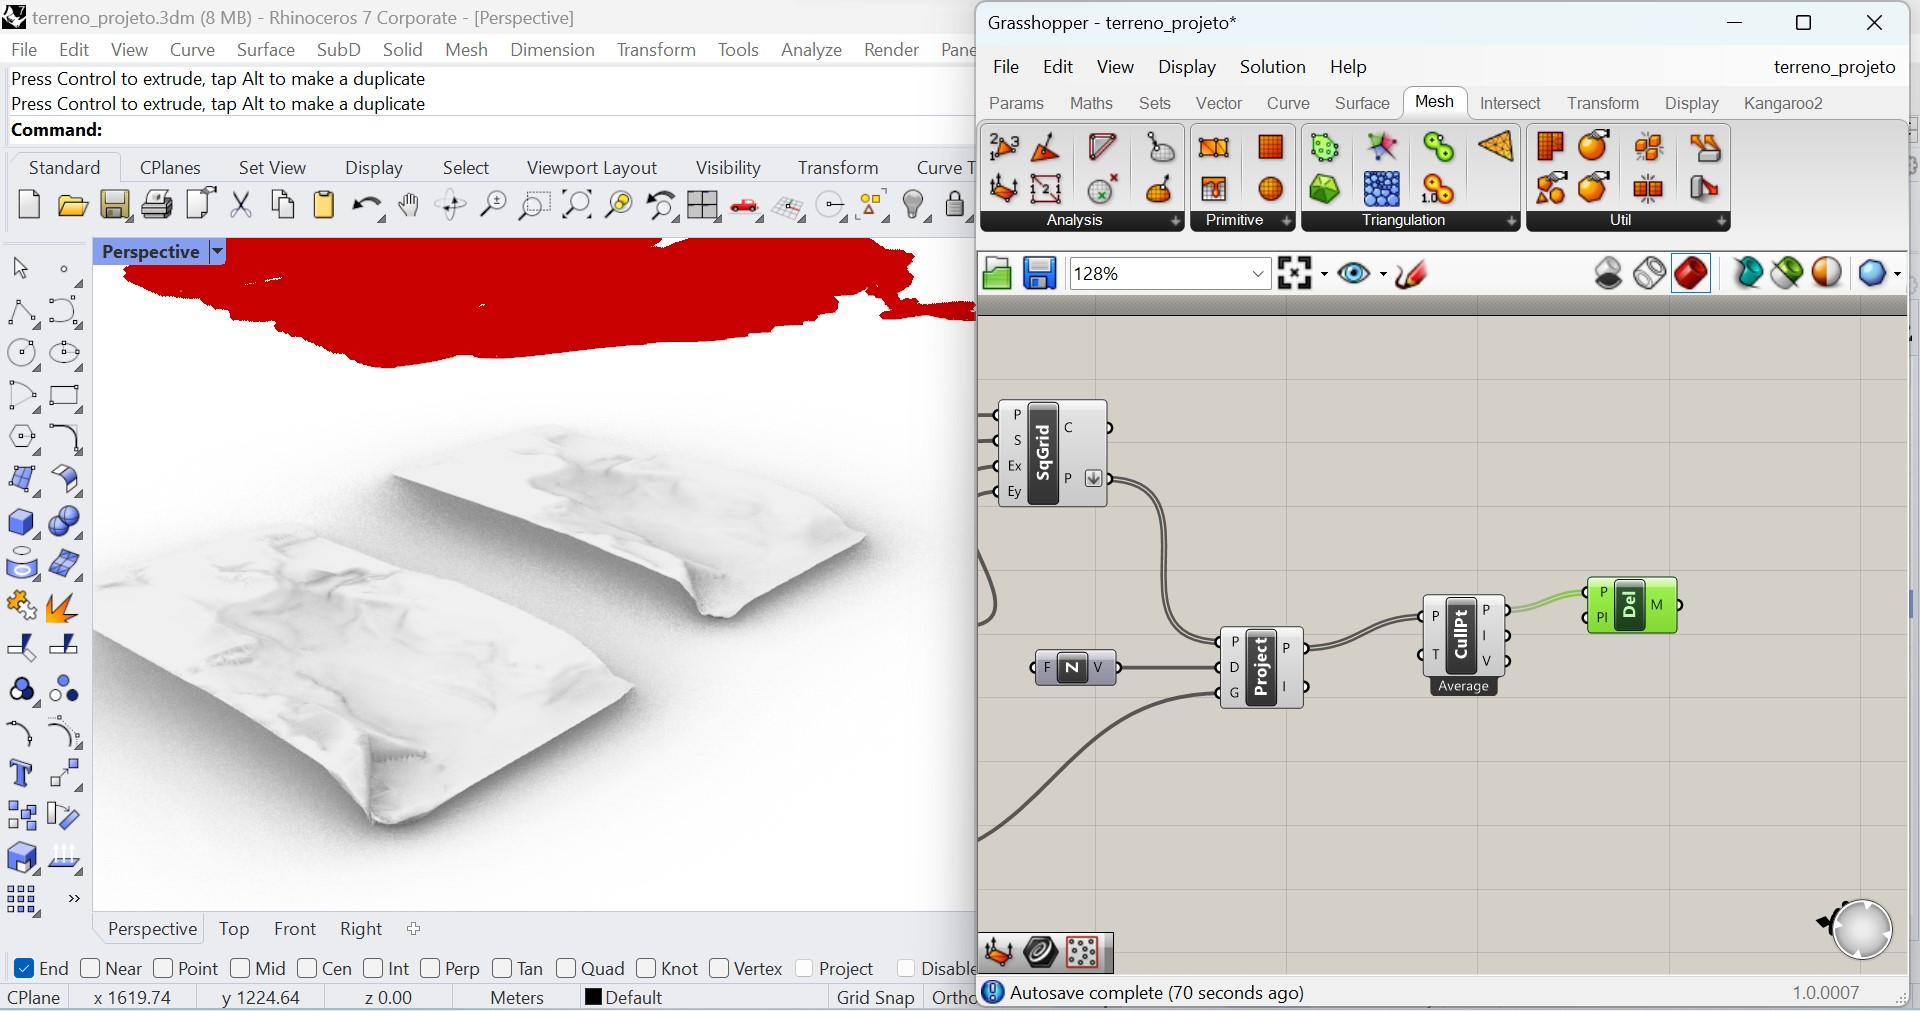 terreno_projeto.3dm (8 MB) - Rhinoceros 7 Corporate - [Perspective]
File Edit View Curve Surface SubD Solid Mesh Dimension Transform Tools Analyze Render Pane
Press Control to extrude, tap Alt to make a duplicate
Press Control to extrude, tap Alt to make a duplicate
Command:
Standard CPlanes Set View Display Select Viewport Layout Visibility Transform Curve T
Perspective
Perspective Top Front Right
End Near Point Mid Cen Int Perp Tan Quad Knot Vertex Project Disable
CPlane x 1619.74 y 1224.64 z 0.00 Meters Default Grid Snap Ortho
Grasshopper - terreno_projeto*
File Edit View Display Solution Help terreno_projeto
Params Maths Sets Vector Curve Surface Mesh Intersect Transform Display Kangaroo2
Analysis Primitive Triangulation Util
128%
P
S
Ex
Ey
SqGrid
C
P
F
Z
V
P
D
G
Project
P
I
P
T
CullPt
P
I
V
Average
P
Pl
Del
M
Autosave complete (70 seconds ago) 1.0.0007